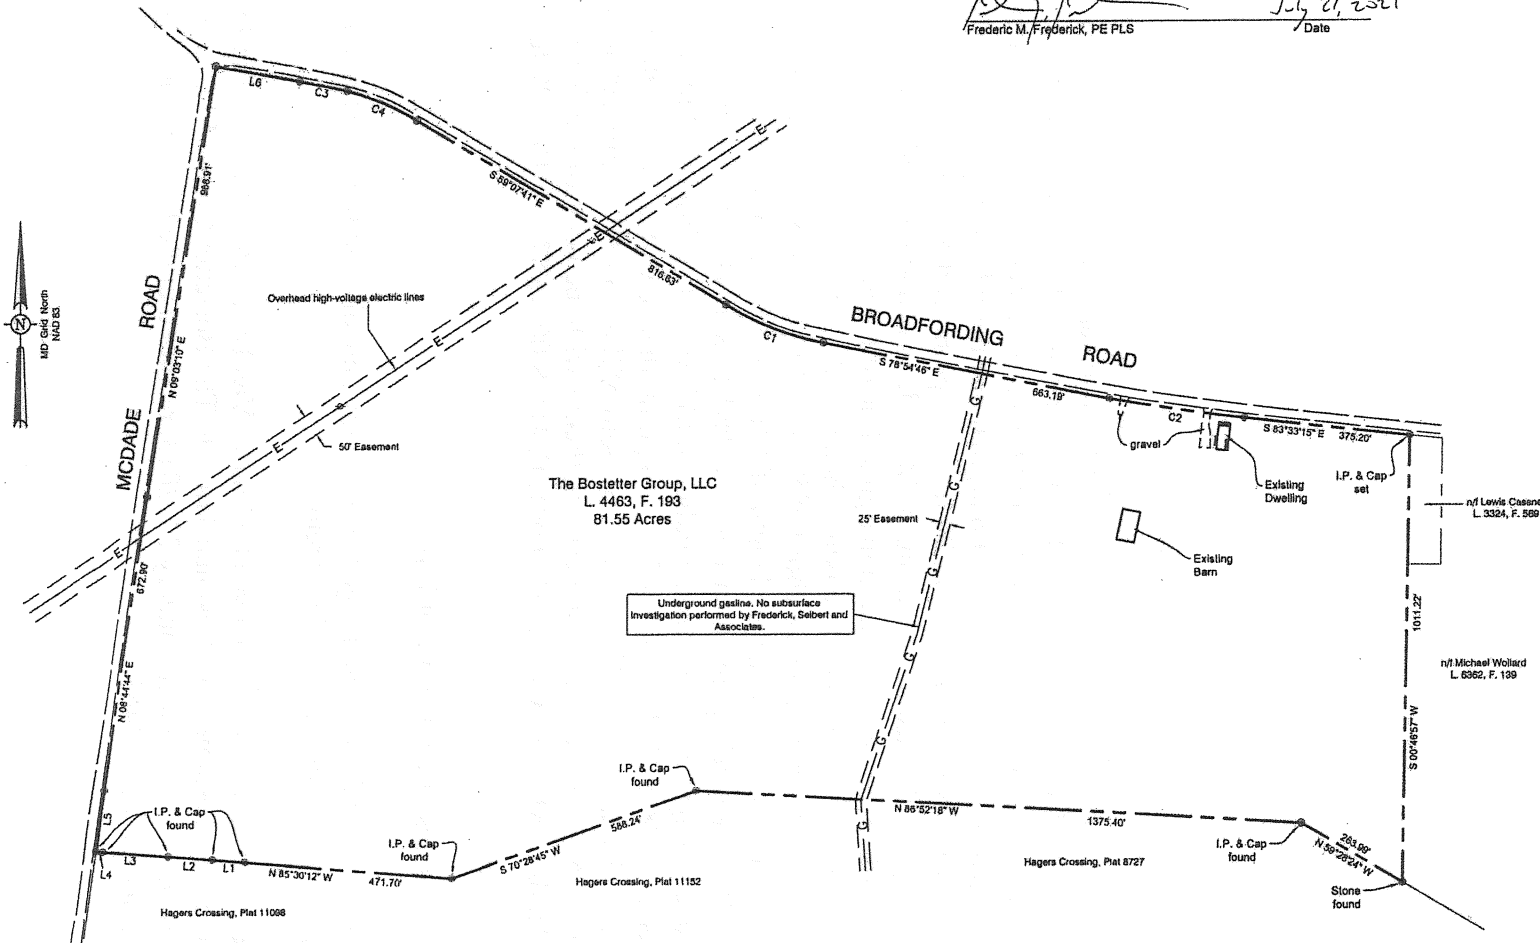 July 21, 2021
Frederic M. Frederick, PE PLS
Date
L6
C3
C4
988.91'
S 59°07'41" E
E
E
816.63'
MD Grid North
NAD 83
N
MCDADE ROAD
N 09°03'10" E
Overhead high-voltage electric lines
E
E
50' Easement
E
672.90'
N 08°44'44" E
C1
BROADFORDING ROAD
S 78°54'46" E
663.19'
C2
S 83°33'15" E
375.20'
gravel
I.P. & Cap
set
Existing
Dwelling
n/f Lewis
L. 3324, F. 569
The Bostetter Group, LLC
L. 4463, F. 193
81.55 Acres
25' Easement
G
G
G
G
G
G
Existing
Barn
Underground gasline. No subsurface
investigation performed by Frederick, Seibert and
Associates.
1011.22'
n/f Michael Wollard
L. 6362, F. 139
S 00°46'57" W
I.P. & Cap
found
588.24'
S 70°28'45" W
N 86°52'18" W
1375.40'
I.P. & Cap
found
263.99'
N 59°28'24" W
Stone
found
L5
I.P. & Cap
found
L4
L3
L2
L1
N 85°30'12" W
471.70'
I.P. & Cap
found
Hagers Crossing, Plat 11098
Hagers Crossing, Plat 11152
Hagers Crossing, Plat 8727